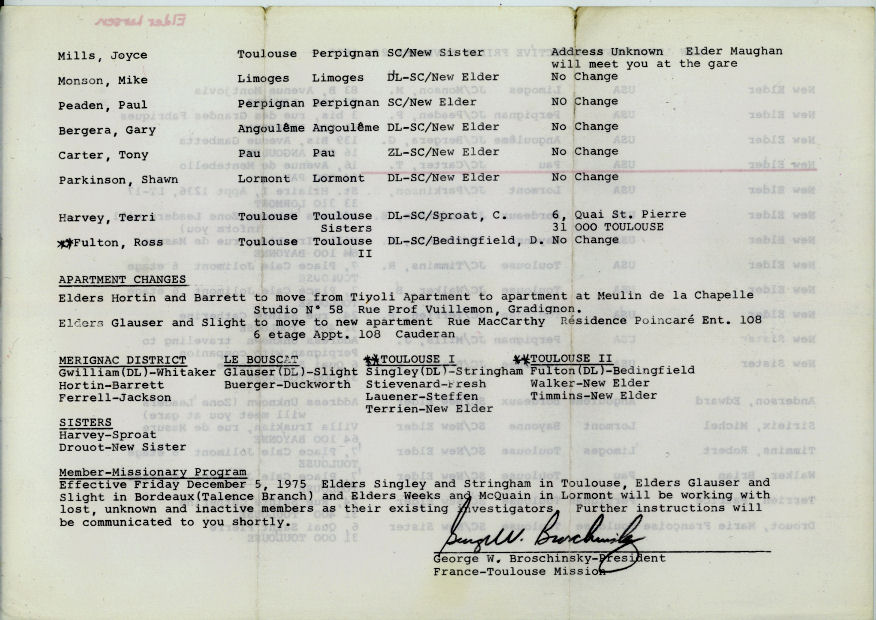 Mills, Joyce Toulouse Perpignan SC/New Sister Address Unknown Elder Maughan
will meet you at the gare
Monson, Mike Limoges Limoges DL-SC/New Elder No Change
Peaden, Paul Perpignan Perpignan SC/New Elder NO Change
Bergera, Gary Angoulême Angoulême DL-SC/New Elder No Change
Carter, Tony Pau Pau ZL-SC/New Elder No Change
Parkinson, Shawn Lormont Lormont DL-SC/New Elder No Change
Harvey, Terri Toulouse Toulouse DL-SC/Sproat, C. 6, Quai St. Pierre
Sisters 31 000 TOULOUSE
**Fulton, Ross Toulouse Toulouse DL-SC/Bedingfield, D. No Change
II
APARTMENT CHANGES
Elders Hortin and Barrett to move from Tiyoli Apartment to apartment at Meulin de la Chapelle
Studio N° 58 Rue Prof Vuillemon, Gradignon.
Elders Glauser and Slight to move to new apartment Rue MacCarthy Résidence Poincaré Ent. 108
6 etage Appt. 108 Cauderan.
MERIGNAC DISTRICT LE BOUSCAT **TOULOUSE I **TOULOUSE II
Gwilliam(DL)-Whitaker Glauser(DL)-Slight Singley(DL)-Stringham Fulton(DL)-Bedingfield
Hortin-Barrett Buerger-Duckworth Stievenard-Fresh Walker-New Elder
Ferrell-Jackson Lauener-Steffen Timmins-New Elder
Terrien-New Elder
SISTERS
Harvey-Sproat
Drouot-New Sister
Member-Missionary Program
Effective Friday December 5, 1975 Elders Singley and Stringham in Toulouse, Elders Glauser and
Slight in Bordeaux(Talence Branch) and Elders Weeks and McQuain in Lormont will be working with
lost, unknown and inactive members as their existing investigators Further instructions will
be communicated to you shortly.
George W. Broschinsky
George W. Broschinsky-President
France-Toulouse Mission